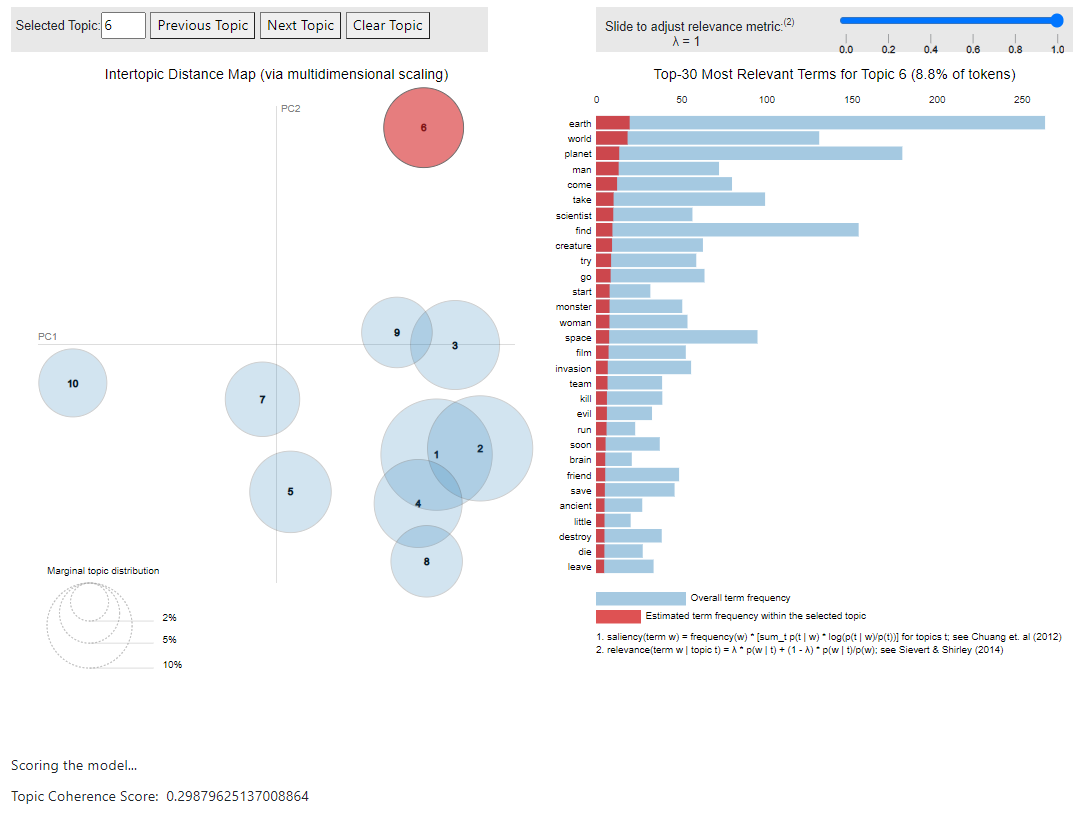 Selected Topic: 6 Previous Topic Next Topic Clear Topic
Slide to adjust relevance metric:(2)
λ = 1
0.0 0.2 0.4 0.6 0.8 1.0
Intertopic Distance Map (via multidimensional scaling)
PC2
PC1
6
9
3
10
7
1
2
5
4
8
Marginal topic distribution
2%
5%
10%
Top-30 Most Relevant Terms for Topic 6 (8.8% of tokens)
0 50 100 150 200 250
earth
world
planet
man
come
take
scientist
find
creature
try
go
start
monster
woman
space
film
invasion
team
kill
evil
run
soon
brain
friend
save
ancient
little
destroy
die
leave
Overall term frequency
Estimated term frequency within the selected topic
1. saliency(term w) = frequency(w) * [sum_t p(t | w) * log(p(t | w)/p(t))] for topics t; see Chuang et. al (2012)
2. relevance(term w | topic t) = λ * p(w | t) + (1 - λ) * p(w | t)/p(w); see Sievert & Shirley (2014)
Scoring the model...
Topic Coherence Score: 0.29879625137008864